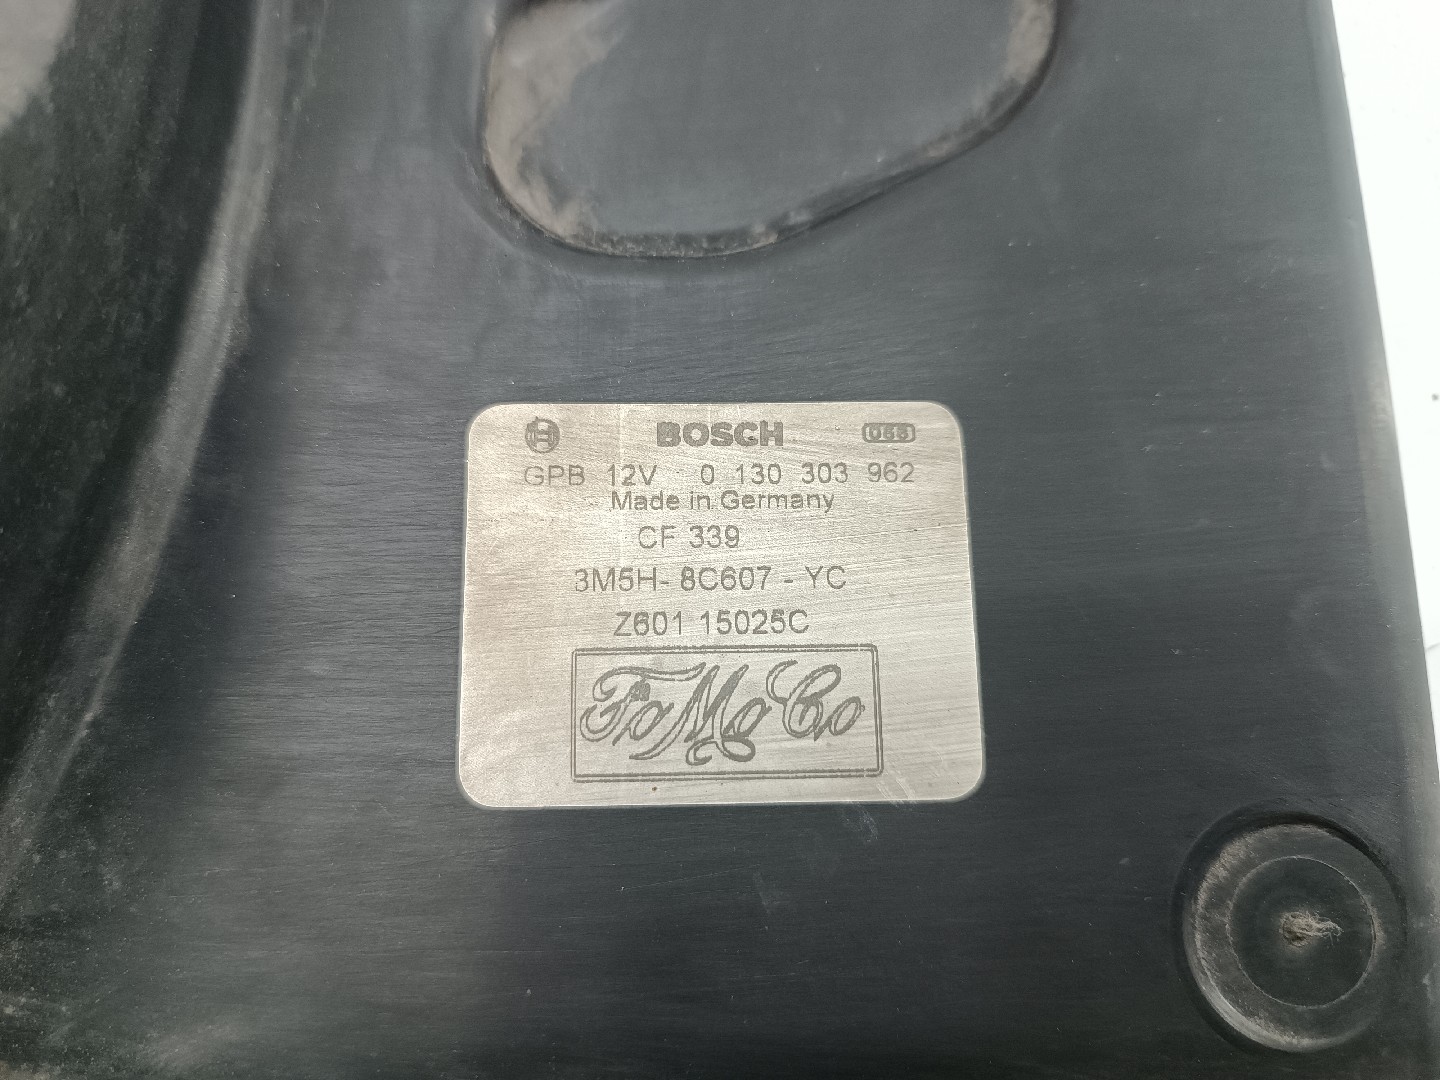 BOSCH
GPB 12V 0 130 303 962
Made in Germany
CF 339
3M5H- 8C607 - YC
Z601 15025C
FoMoCo